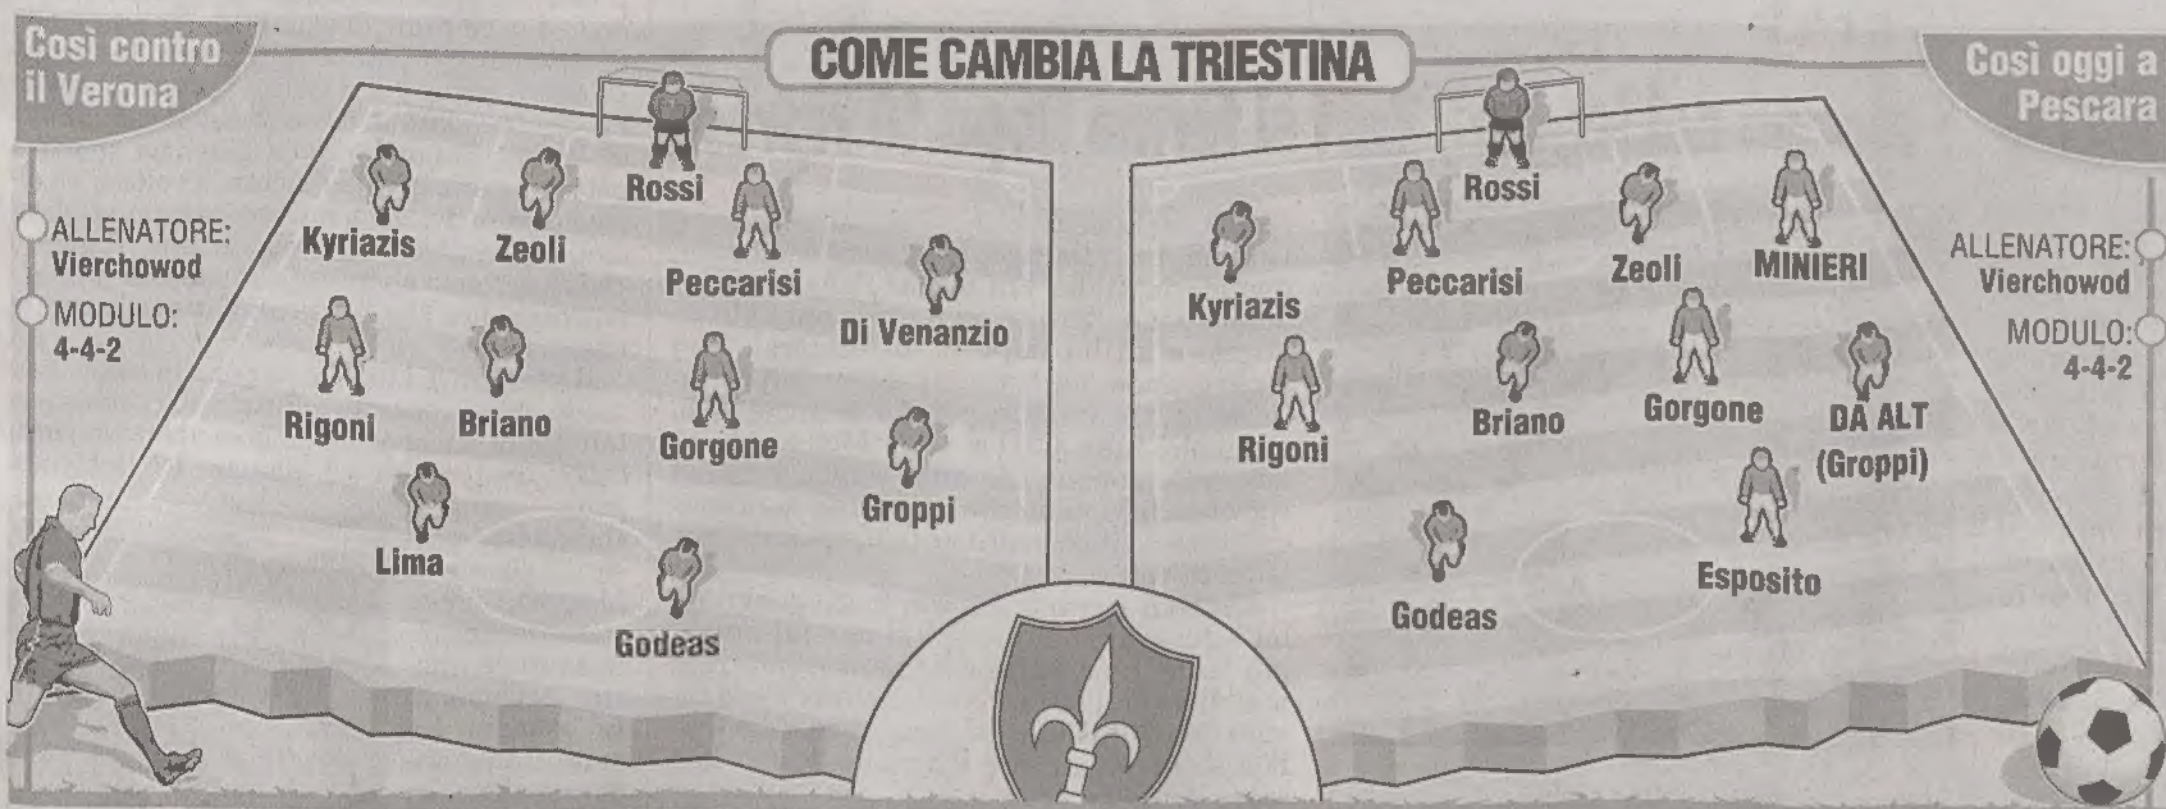 COME CAMBIA LA TRIESTINA
Così contro
il Verona
ALLENATORE:
Vierchowod
MODULO:
4-4-2
Rossi
Kyriazis
Zeoli
Peccarisi
Di Venanzio
Rigoni
Briano
Gorgone
Groppi
Lima
Godeas
Così oggi a
Pescara
ALLENATORE:
Vierchowod
MODULO:
4-4-2
Rossi
Kyriazis
Peccarisi
Zeoli
MINIERI
Rigoni
Briano
Gorgone
DA ALT
(Groppi)
Godeas
Esposito